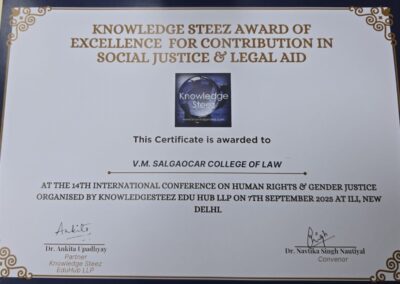 KNOWLEDGE STEEZ AWARD OF
EXCELLENCE FOR CONTRIBUTION IN
SOCIAL JUSTICE & LEGAL AID
Knowledge
Steez
This Certificate is awarded to
V.M. SALGAOCAR COLLEGE OF LAW
AT THE 14TH INTERNATIONAL CONFERENCE ON HUMAN RIGHTS & GENDER JUSTICE
ORGANISED BY KNOWLEDGESTEEZ EDU HUB LLP ON 7TH SEPTEMBER 2025 AT ILI, NEW
DELHI.
Ankita
Dr. Ankita Upadhyay
Partner
Knowledge Steez
EduHub LLP
Dr. Navtika Singh Nautiyal
Convenor